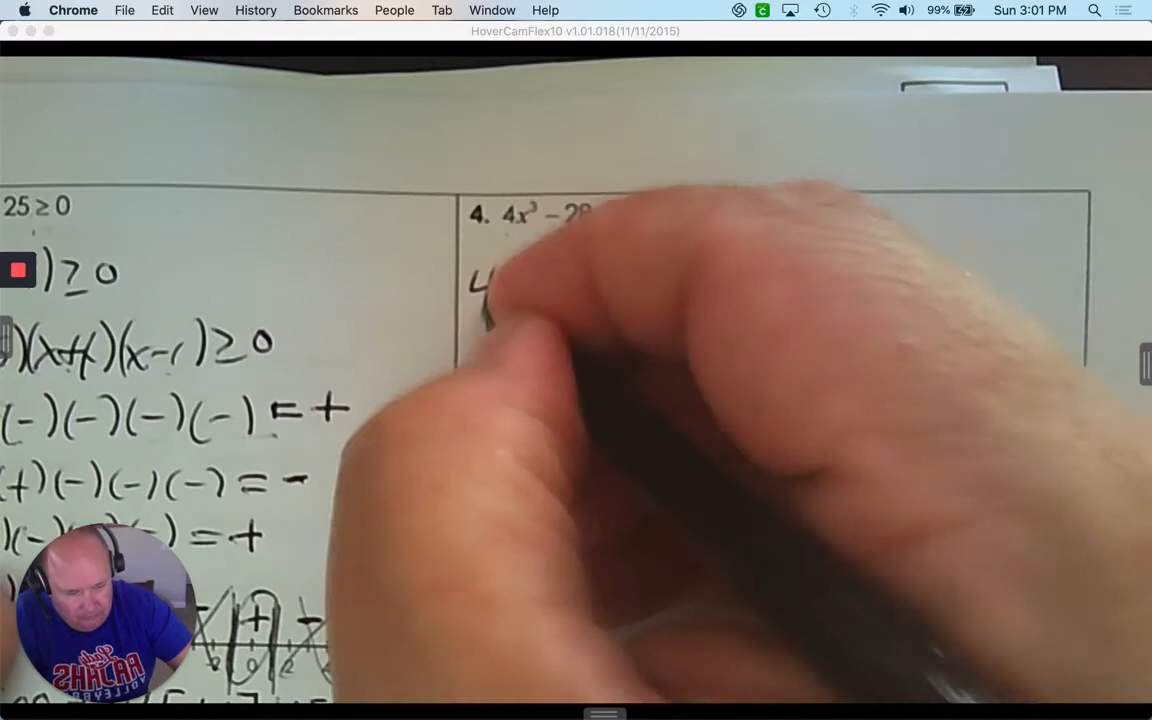 Chrome File Edit View History Bookmarks People Tab Window Help 99% Sun 3:01 PM
HoverCamFlex10 v1.01.018(11/11/2015)
25 ≥ 0
) ≥ 0
)(x+1)(x-1) ≥ 0
(-)(-)(-)(-) = +
(+)(-)(-)(-) = -
) = +
4. 4x³ - 28
4